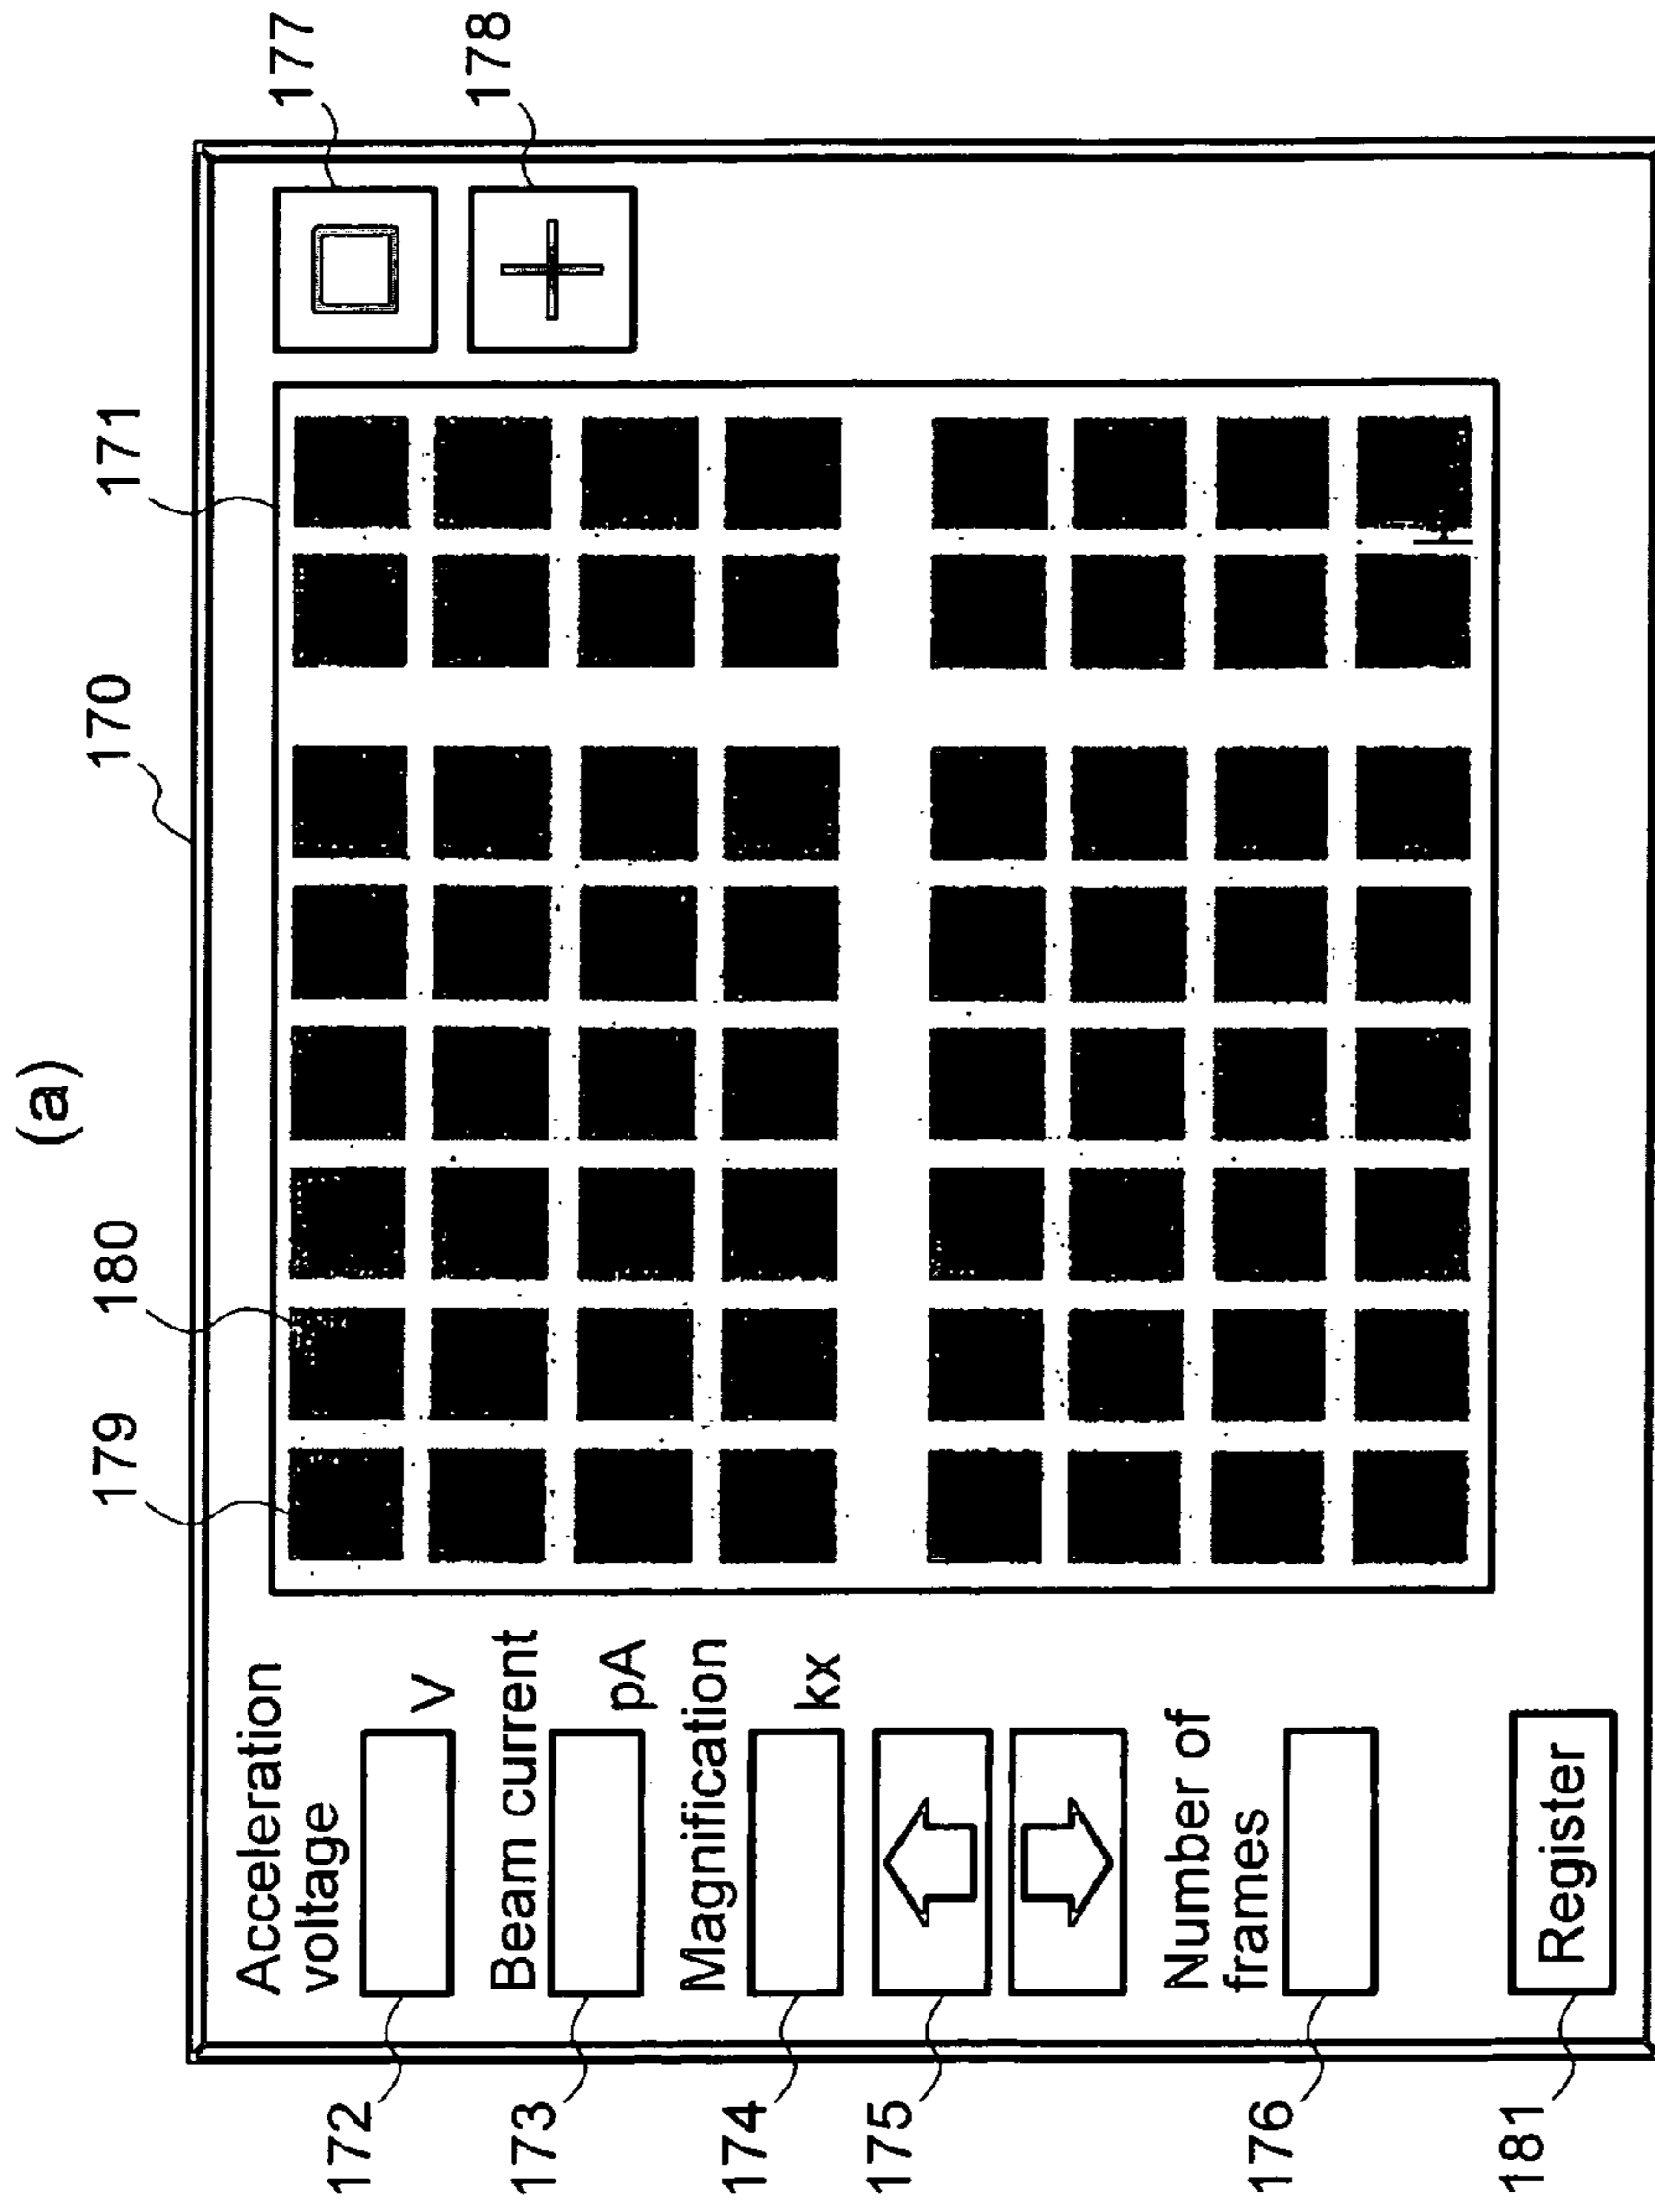 (a)
170
171
179
180
177
178
172
Acceleration
voltage
V
173
Beam current
pA
174
Magnification
kx
175
176
Number of
frames
181
Register